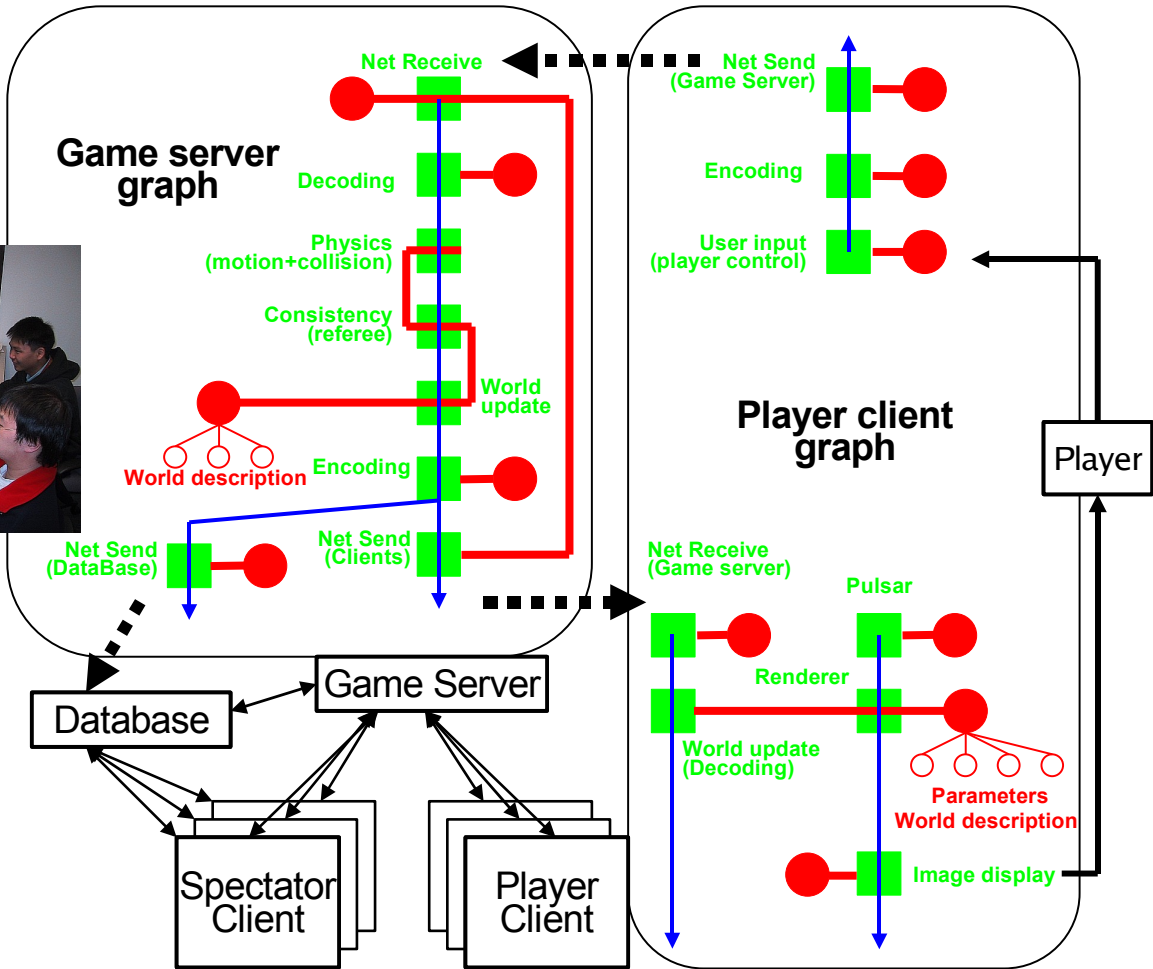 Game server
graph
Net Receive
Decoding
Physics
(motion+collision)
Consistency
(referee)
World
update
World description
Encoding
Net Send
(DataBase)
Net Send
(Clients)
Net Send
(Game Server)
Encoding
User input
(player control)
Player client
graph
Player
Net Receive
(Game server)
Pulsar
Renderer
World update
(Decoding)
Parameters
World description
Image display
Database
Game Server
Spectator
Client
Player
Client